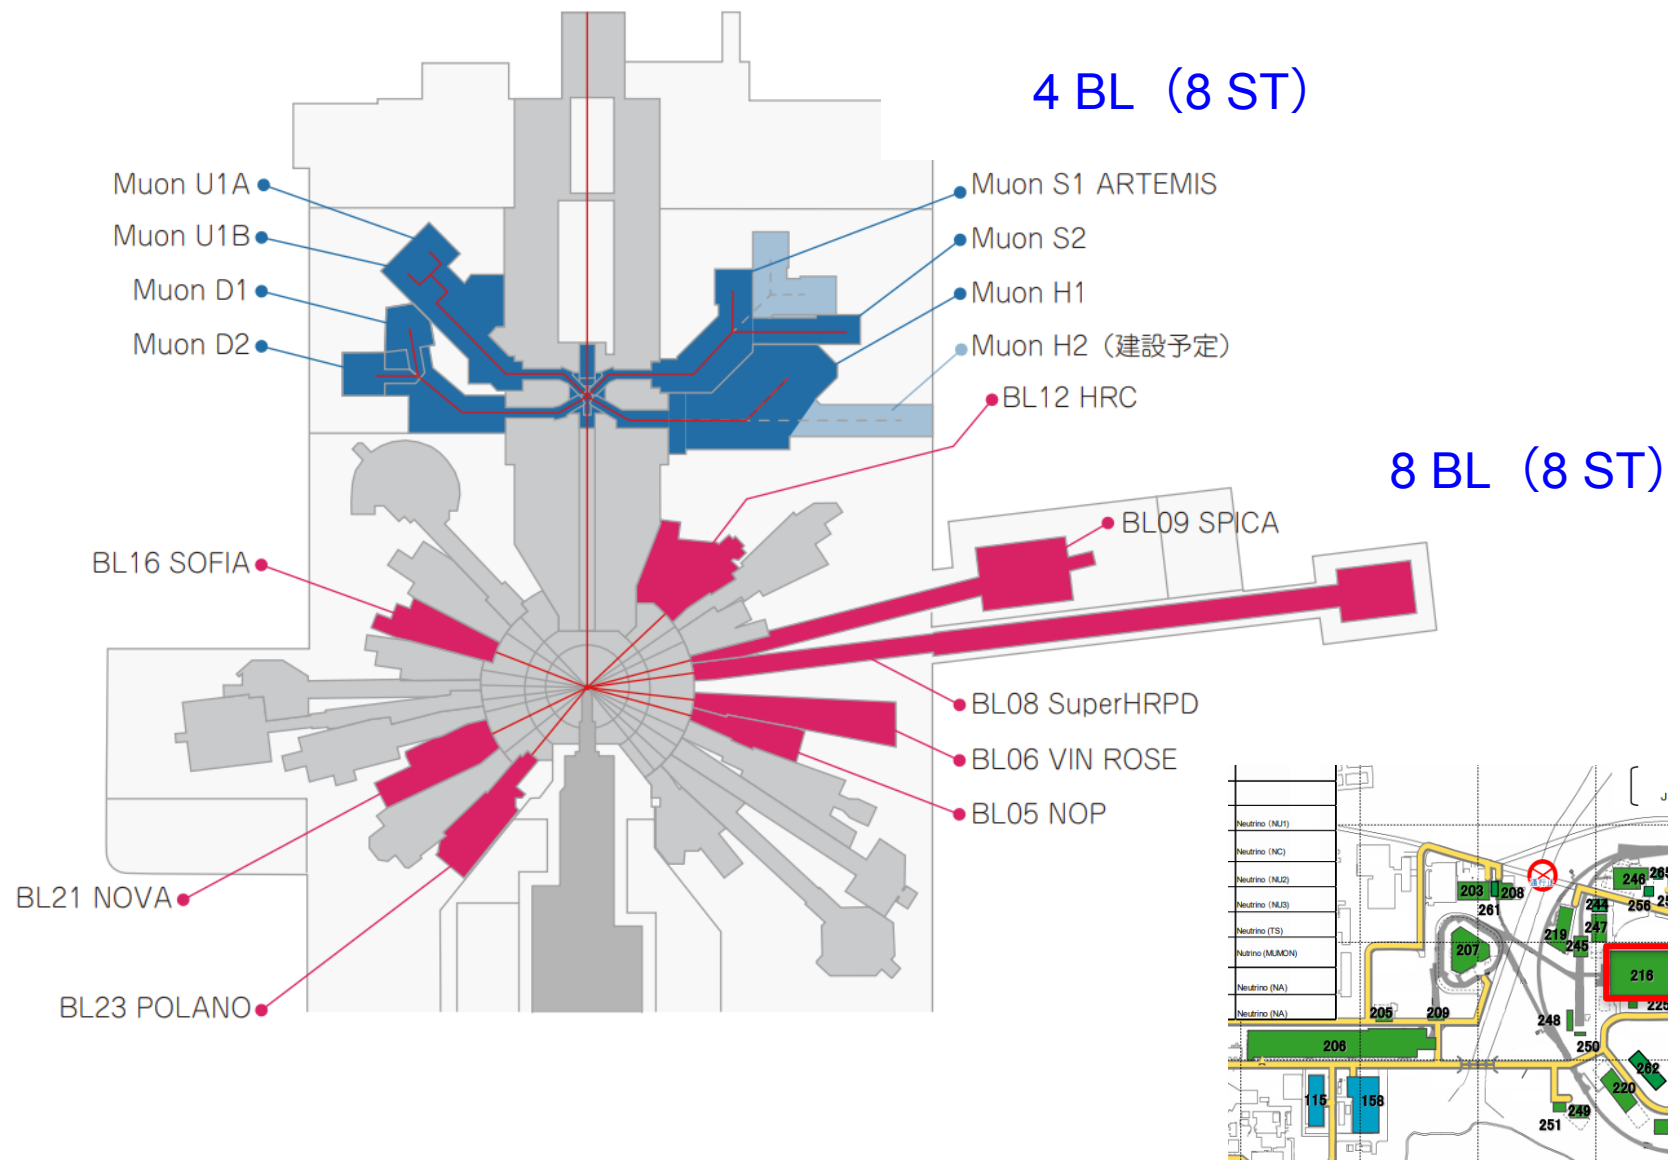 4 BL（8 ST）
Muon U1A
Muon U1B
Muon D1
Muon D2
Muon S1 ARTEMIS
Muon S2
Muon H1
Muon H2（建設予定）
BL12 HRC
8 BL（8 ST）
BL09 SPICA
BL16 SOFIA
BL08 SuperHRPD
BL06 VIN ROSE
BL05 NOP
BL21 NOVA
BL23 POLANO
J
Neutrino (NU1)
Neutrino (NC)
Neutrino (NU2)
Neutrino (NU3)
Neutrino (TS)
Nutrino (MUMON)
Neutrino (NA)
Neutrino (NA)
203
208
261
207
205
209
206
115
158
246
265
256
244
247
219
245
216
225
248
250
262
220
249
251